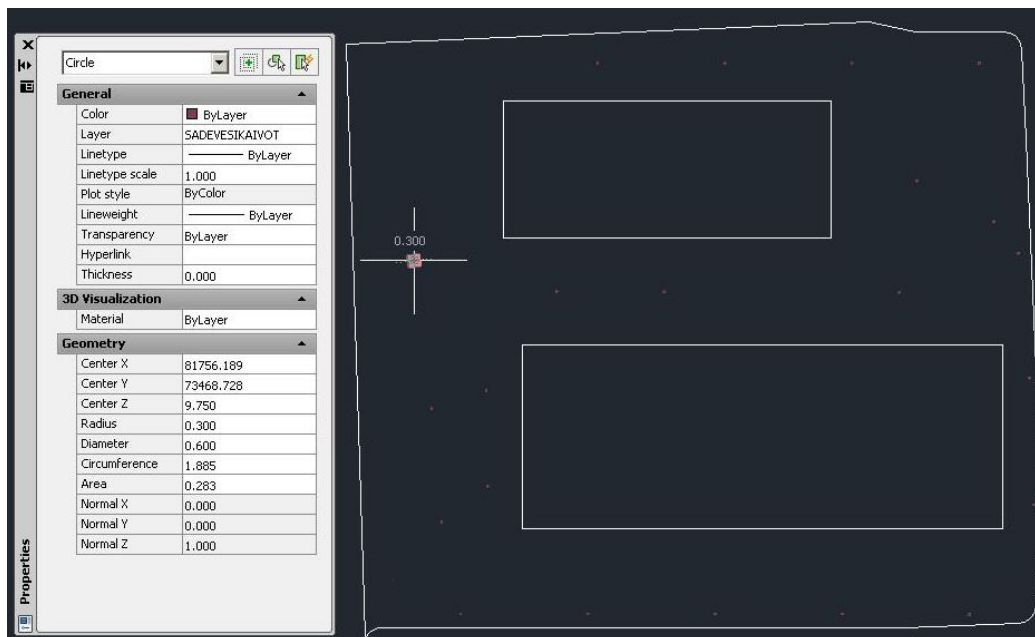 Circle
General
Color ByLayer
Layer SADEVESIKAIVOT
Linetype ByLayer
Linetype scale 1.000
Plot style ByColor
Lineweight ByLayer
Transparency ByLayer
Hyperlink
Thickness 0.000
3D Visualization
Material ByLayer
Geometry
Center X 81756.189
Center Y 73468.728
Center Z 9.750
Radius 0.300
Diameter 0.600
Circumference 1.885
Area 0.283
Normal X 0.000
Normal Y 0.000
Normal Z 1.000
Properties
0.300